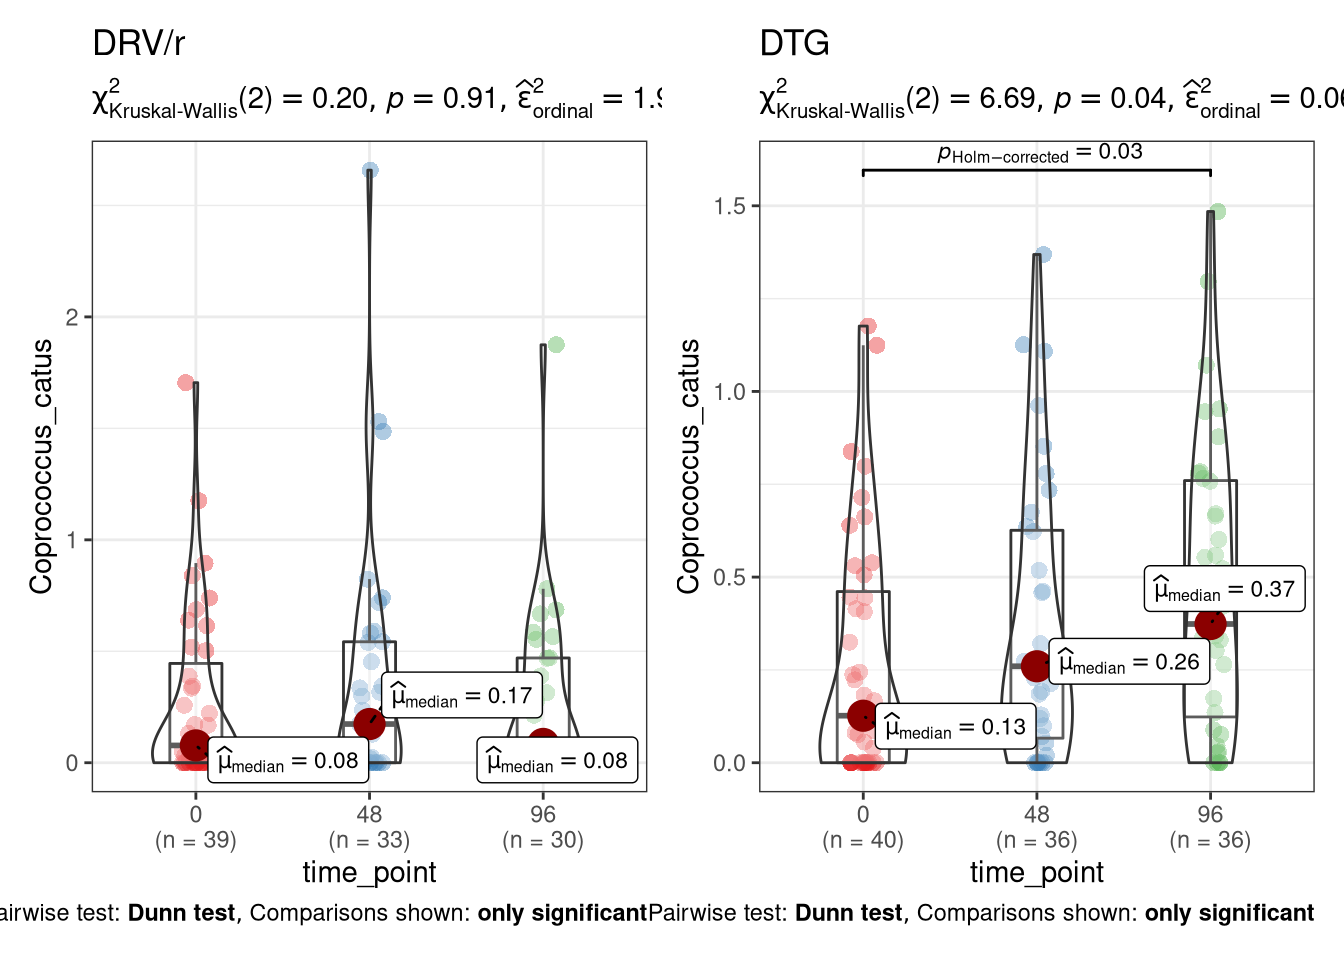 DRV/r
χ²Kruskal-Wallis(2) = 0.20, p = 0.91, ε̂²ordinal = 1.9
Coprococcus_catus
2
1
0
μ̂median = 0.08
μ̂median = 0.17
μ̂median = 0.08
0 48 96
(n = 39) (n = 33) (n = 30)
time_point
airwise test: Dunn test, Comparisons shown: only significant
DTG
χ²Kruskal-Wallis(2) = 6.69, p = 0.04, ε̂²ordinal = 0.06
pHolm−corrected = 0.03
Coprococcus_catus
1.5
1.0
0.5
0.0
μ̂median = 0.13
μ̂median = 0.26
μ̂median = 0.37
0 48 96
(n = 40) (n = 36) (n = 36)
time_point
Pairwise test: Dunn test, Comparisons shown: only significant